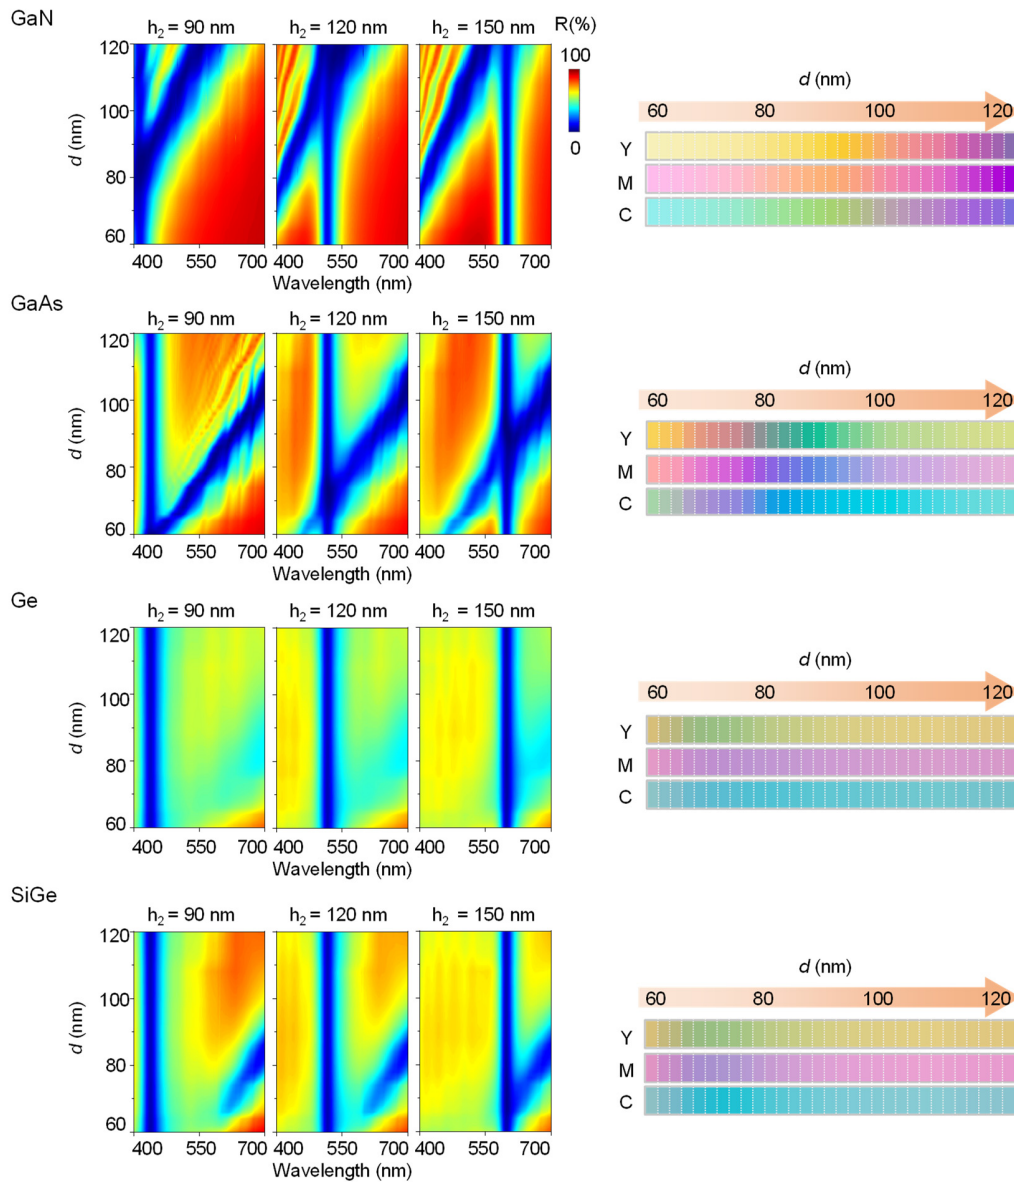 GaN
h₂ = 90 nm h₂ = 120 nm h₂ = 150 nm R(%)
100
0
120
100
80
60
d (nm)
400 550 700 400 550 700 400 550 700
Wavelength (nm)
d (nm)
60 80 100 120
Y
M
C
GaAs
h₂ = 90 nm h₂ = 120 nm h₂ = 150 nm
120
100
80
60
d (nm)
400 550 700 400 550 700 400 550 700
Wavelength (nm)
d (nm)
60 80 100 120
Y
M
C
Ge
h₂ = 90 nm h₂ = 120 nm h₂ = 150 nm
120
100
80
60
d (nm)
400 550 700 400 550 700 400 550 700
Wavelength (nm)
d (nm)
60 80 100 120
Y
M
C
SiGe
h₂ = 90 nm h₂ = 120 nm h₂ = 150 nm
120
100
80
60
d (nm)
400 550 700 400 550 700 400 550 700
Wavelength (nm)
d (nm)
60 80 100 120
Y
M
C